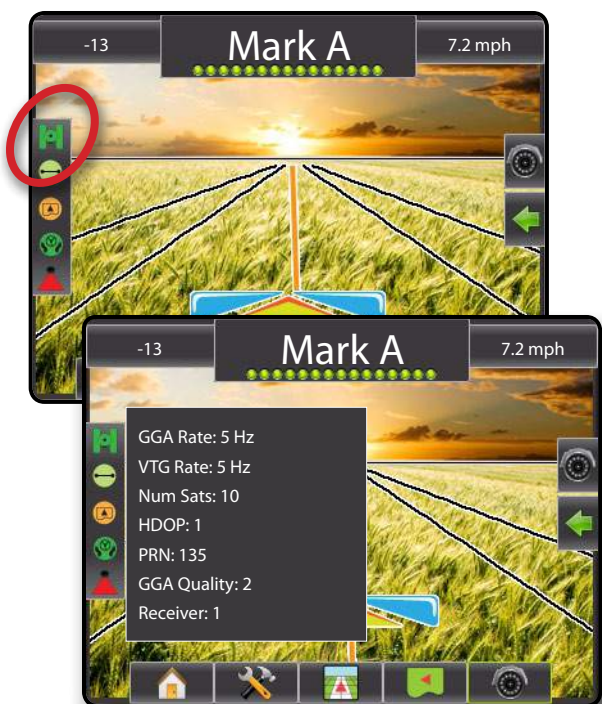 -13
Mark A
7.2 mph
-13
Mark A
7.2 mph
GGA Rate: 5 Hz
VTG Rate: 5 Hz
Num Sats: 10
HDOP: 1
PRN: 135
GGA Quality: 2
Receiver: 1